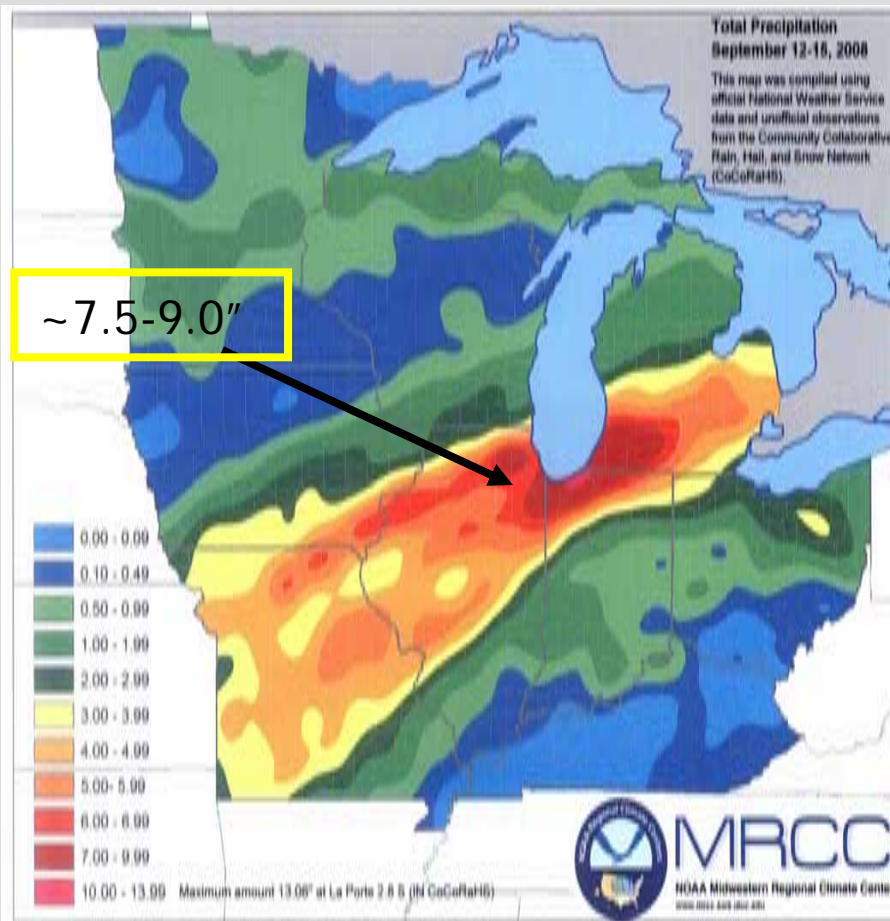 Total Precipitation
September 12-16, 2008
This map was compiled using
official National Weather Service
data and unofficial observations
from the Community Collaborative
Rain, Hail, and Snow Network
(CoCoRaHS).
~7.5-9.0"
0.00 - 0.09
0.10 - 0.49
0.50 - 0.99
1.00 - 1.99
2.00 - 2.99
3.00 - 3.99
4.00 - 4.99
5.00- 5.99
6.00 - 6.99
7.00 - 9.99
10.00 - 13.99 Maximum amount 13.06" at La Porte 2.8 S (IN CoCoRaHS)
MRCC
NOAA Midwestern Regional Climate Cente